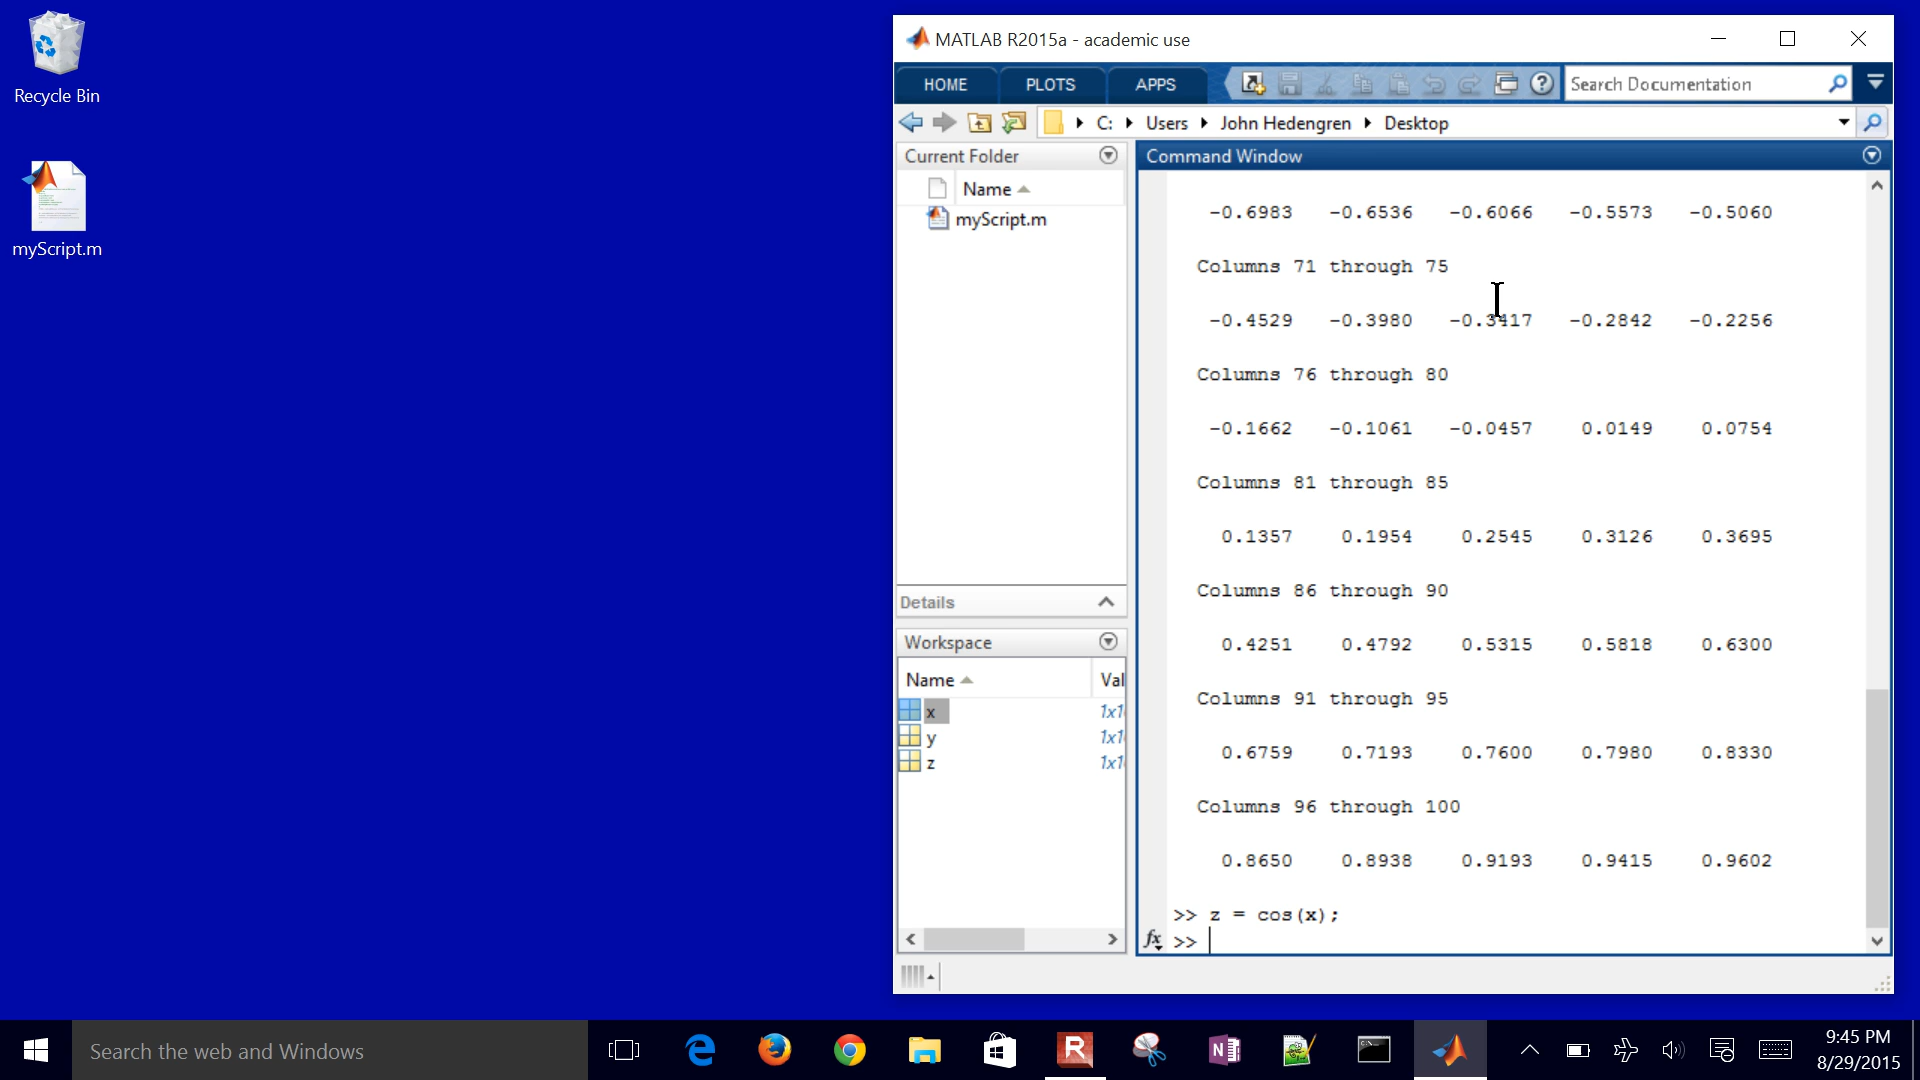 Recycle Bin
myScript.m
MATLAB R2015a - academic use
HOME PLOTS APPS Search Documentation
C: Users John Hedengren Desktop
Current Folder
Name
myScript.m
Details
Workspace
Name Val
x 1x1
y 1x1
z 1x1
Command Window
-0.6983 -0.6536 -0.6066 -0.5573 -0.5060
Columns 71 through 75
-0.4529 -0.3980 -0.3417 -0.2842 -0.2256
Columns 76 through 80
-0.1662 -0.1061 -0.0457 0.0149 0.0754
Columns 81 through 85
0.1357 0.1954 0.2545 0.3126 0.3695
Columns 86 through 90
0.4251 0.4792 0.5315 0.5818 0.6300
Columns 91 through 95
0.6759 0.7193 0.7600 0.7980 0.8330
Columns 96 through 100
0.8650 0.8938 0.9193 0.9415 0.9602
>> z = cos(x);
fx >>
Search the web and Windows
9:45 PM
8/29/2015